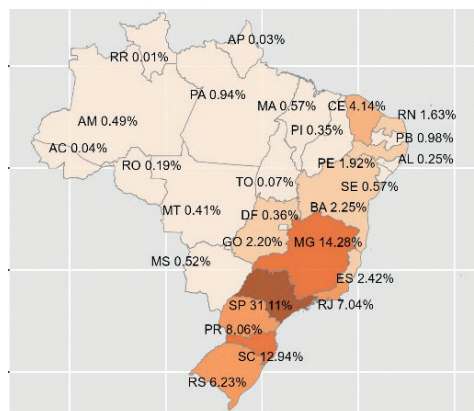 AP 0.03%
RR 0.01%
PA 0.94%
MA 0.57%
CE 4.14%
RN 1.63%
AM 0.49%
PI 0.35%
PB 0.98%
AC 0.04%
RO 0.19%
PE 1.92%
AL 0.25%
TO 0.07%
SE 0.57%
MT 0.41%
DF 0.36%
BA 2.25%
GO 2.20%
MG 14.28%
MS 0.52%
ES 2.42%
SP 31.11%
RJ 7.04%
PR 8.06%
SC 12.94%
RS 6.23%